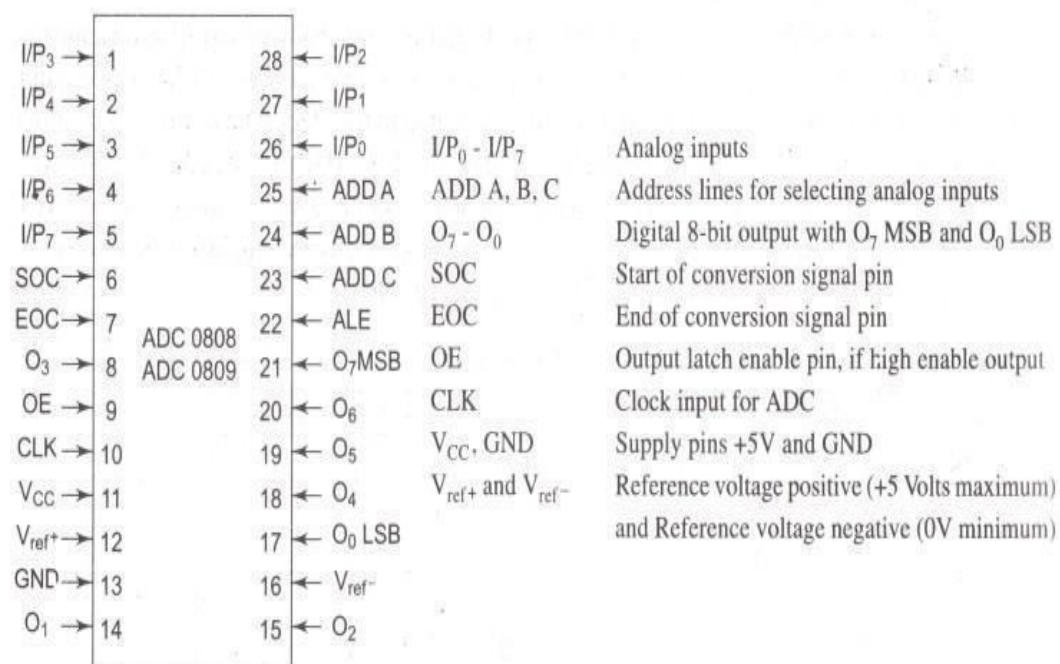 I/P3 1 28 I/P2
I/P4 2 27 I/P1
I/P5 3 26 I/P0 I/P0 - I/P7 Analog inputs
I/P6 4 25 ADD A ADD A, B, C Address lines for selecting analog inputs
I/P7 5 24 ADD B O7 - O0 Digital 8-bit output with O7 MSB and O0 LSB
SOC 6 23 ADD C SOC Start of conversion signal pin
EOC 7 22 ALE EOC End of conversion signal pin
ADC 0808
O3 8 21 O7MSB OE Output latch enable pin, if high enable output
ADC 0809
OE 9 20 O6 CLK Clock input for ADC
CLK 10 19 O5 VCC, GND Supply pins +5V and GND
VCC 11 18 O4 Vref+ and Vref- Reference voltage positive (+5 Volts maximum)
Vref+ 12 17 O0 LSB and Reference voltage negative (0V minimum)
GND 13 16 Vref-
O1 14 15 O2